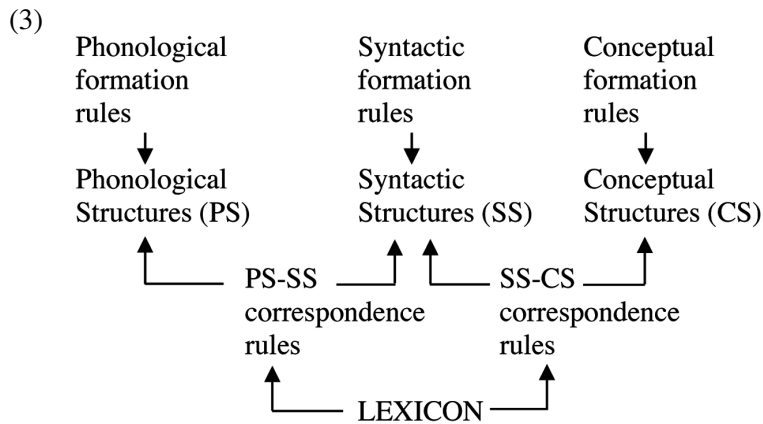 (3)
Phonological
formation
rules
Syntactic
formation
rules
Conceptual
formation
rules
Phonological
Structures (PS)
Syntactic
Structures (SS)
Conceptual
Structures (CS)
PS-SS
correspondence
rules
SS-CS
correspondence
rules
LEXICON